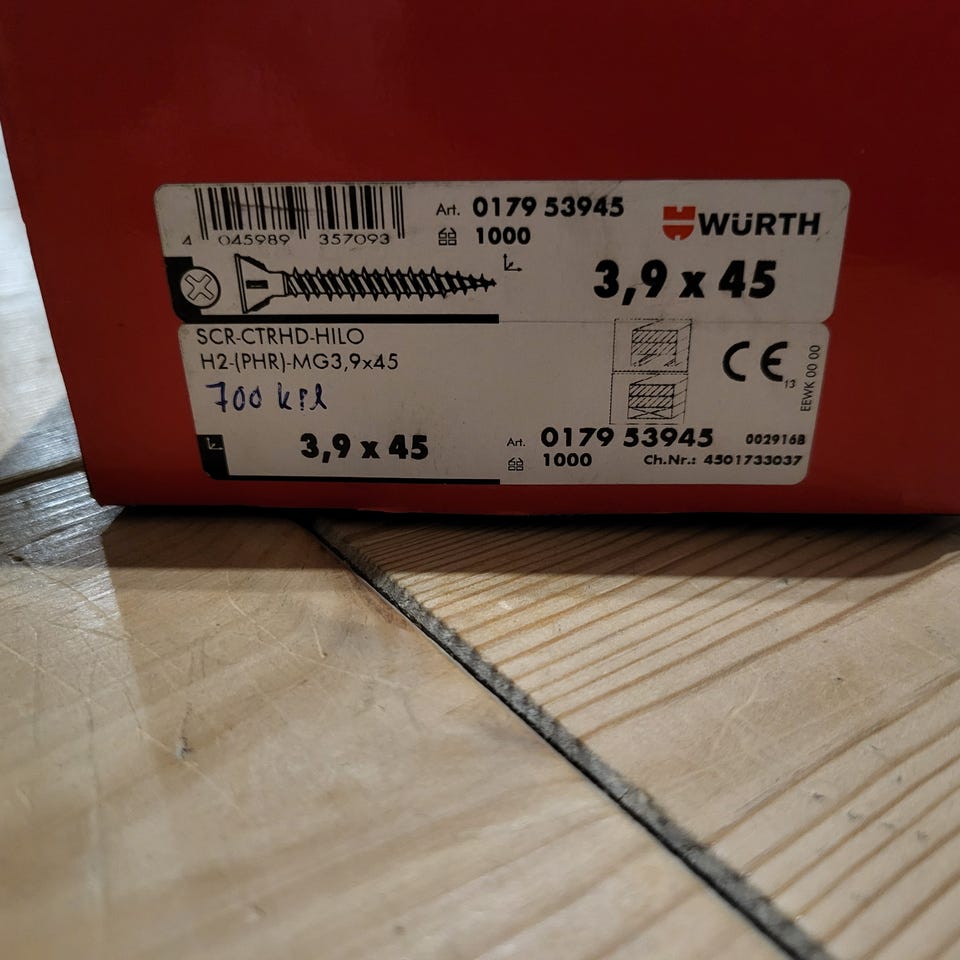 4 045989 357093
Art. 0179 53945
1000
WÜRTH
3,9 x 45
SCR-CTRHD-HILO
H2-(PHR)-MG3,9x45
700 ks
CE
13
EEWK 00 00
3,9 x 45
Art. 0179 53945
002916B
1000
Ch.Nr.: 4501733037